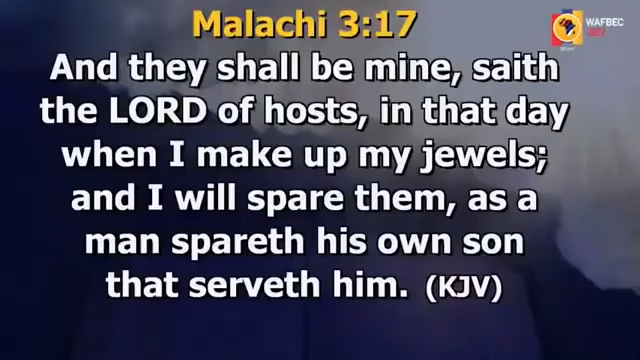 Malachi 3:17
WAFBEC
And they shall be mine, saith
the LORD of hosts, in that day
when I make up my jewels;
and I will spare them, as a
man spareth his own son
that serveth him. (KJV)